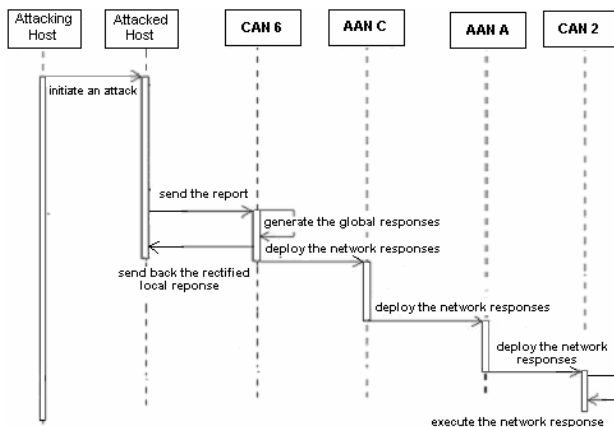 Attacking
Host
Attacked
Host
CAN 6
AAN C
AAN A
CAN 2
initiate an attack
send the report
generate the global responses
deploy the network responses
send back the rectified
local reponse
deploy the network responses
deploy the network
responses
execute the network response